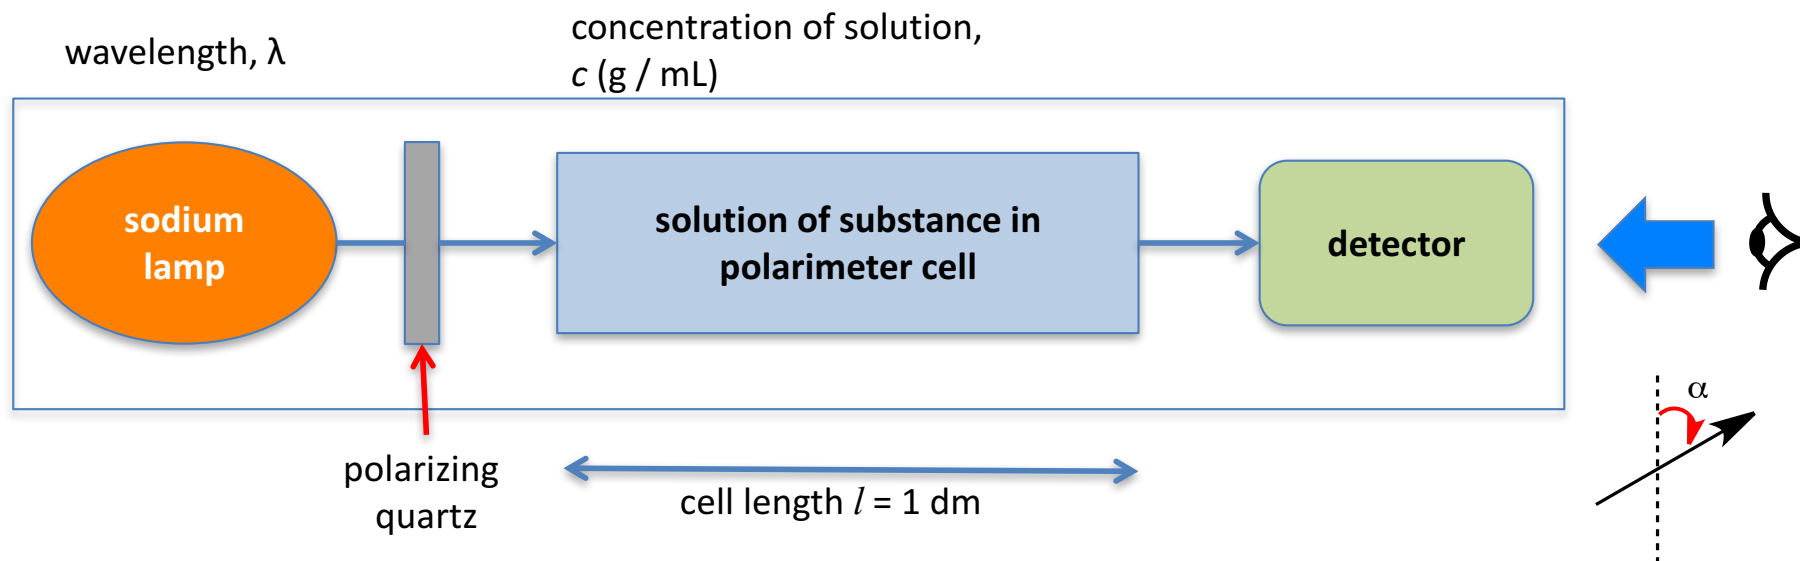 wavelength, λ
concentration of solution,
c (g / mL)
sodium
lamp
solution of substance in
polarimeter cell
detector
α
polarizing
quartz
cell length l = 1 dm